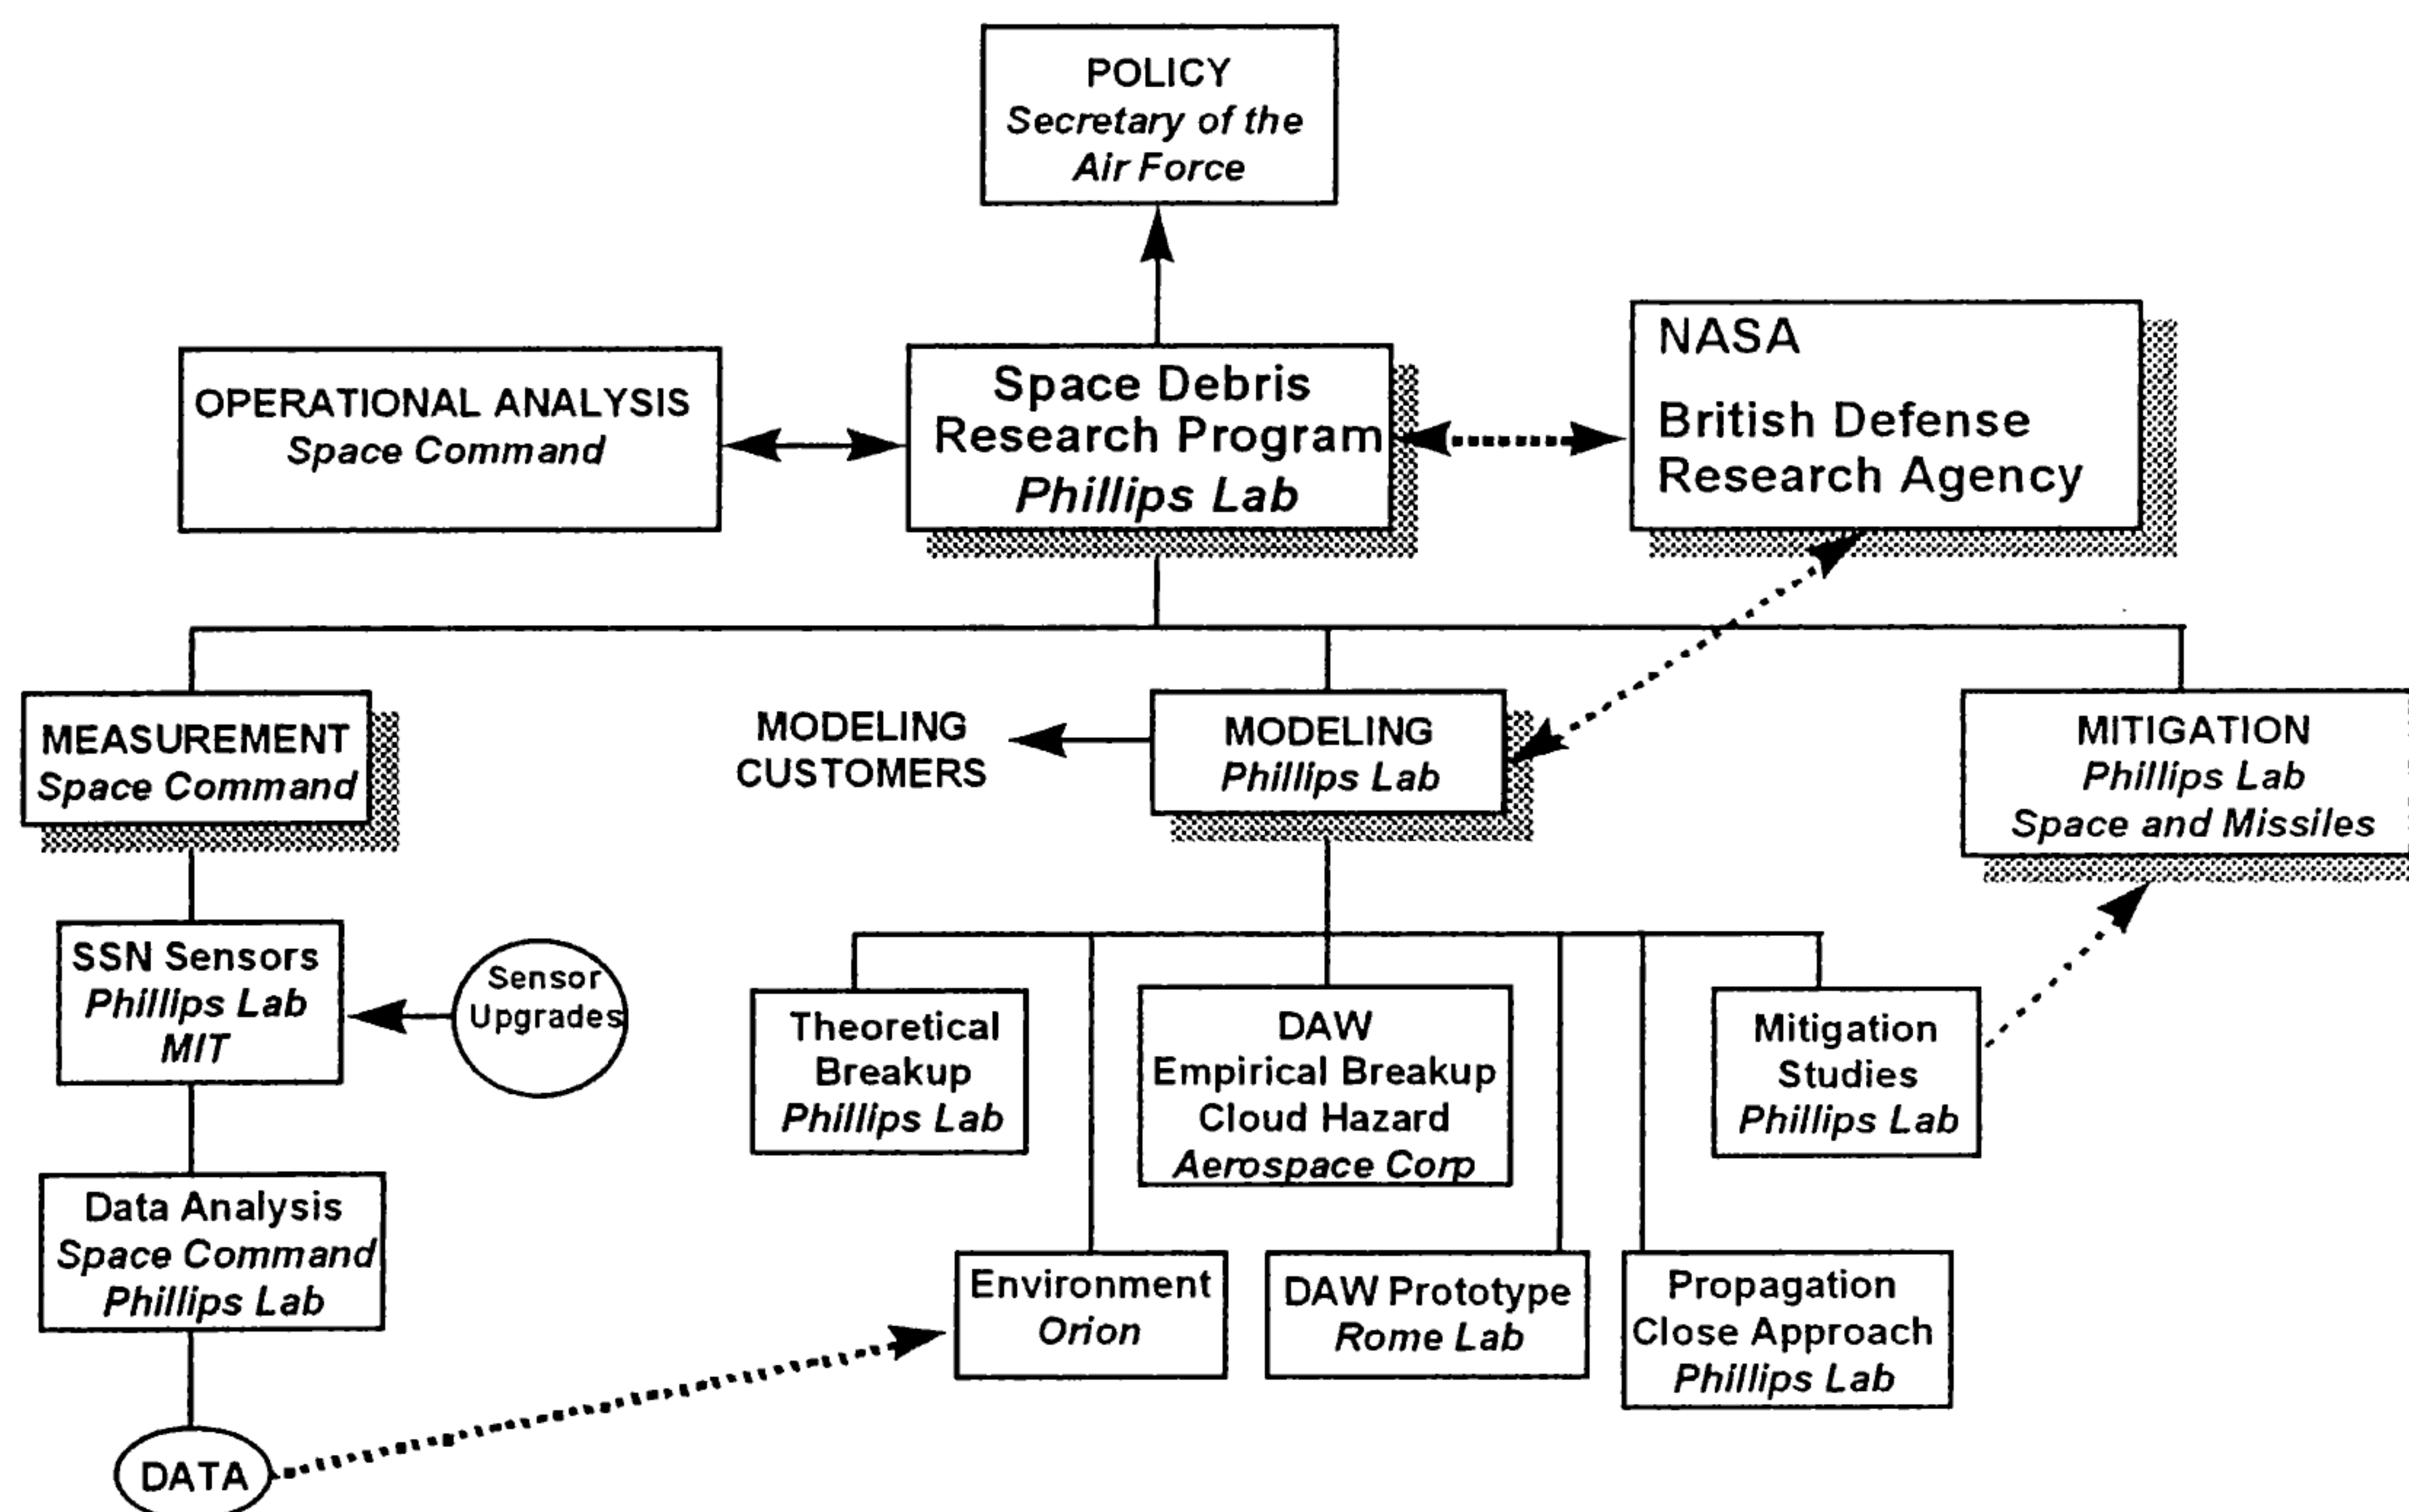 POLICY
Secretary of the
Air Force
OPERATIONAL ANALYSIS
Space Command
Space Debris
Research Program
Phillips Lab
NASA
British Defense
Research Agency
MEASUREMENT
Space Command
MODELING
CUSTOMERS
MODELING
Phillips Lab
MITIGATION
Phillips Lab
Space and Missiles
SSN Sensors
Phillips Lab
MIT
Sensor
Upgrades
Theoretical
Breakup
Phillips Lab
DAW
Empirical Breakup
Cloud Hazard
Aerospace Corp
Mitigation
Studies
Phillips Lab
Data Analysis
Space Command
Phillips Lab
Environment
Orion
DAW Prototype
Rome Lab
Propagation
Close Approach
Phillips Lab
DATA